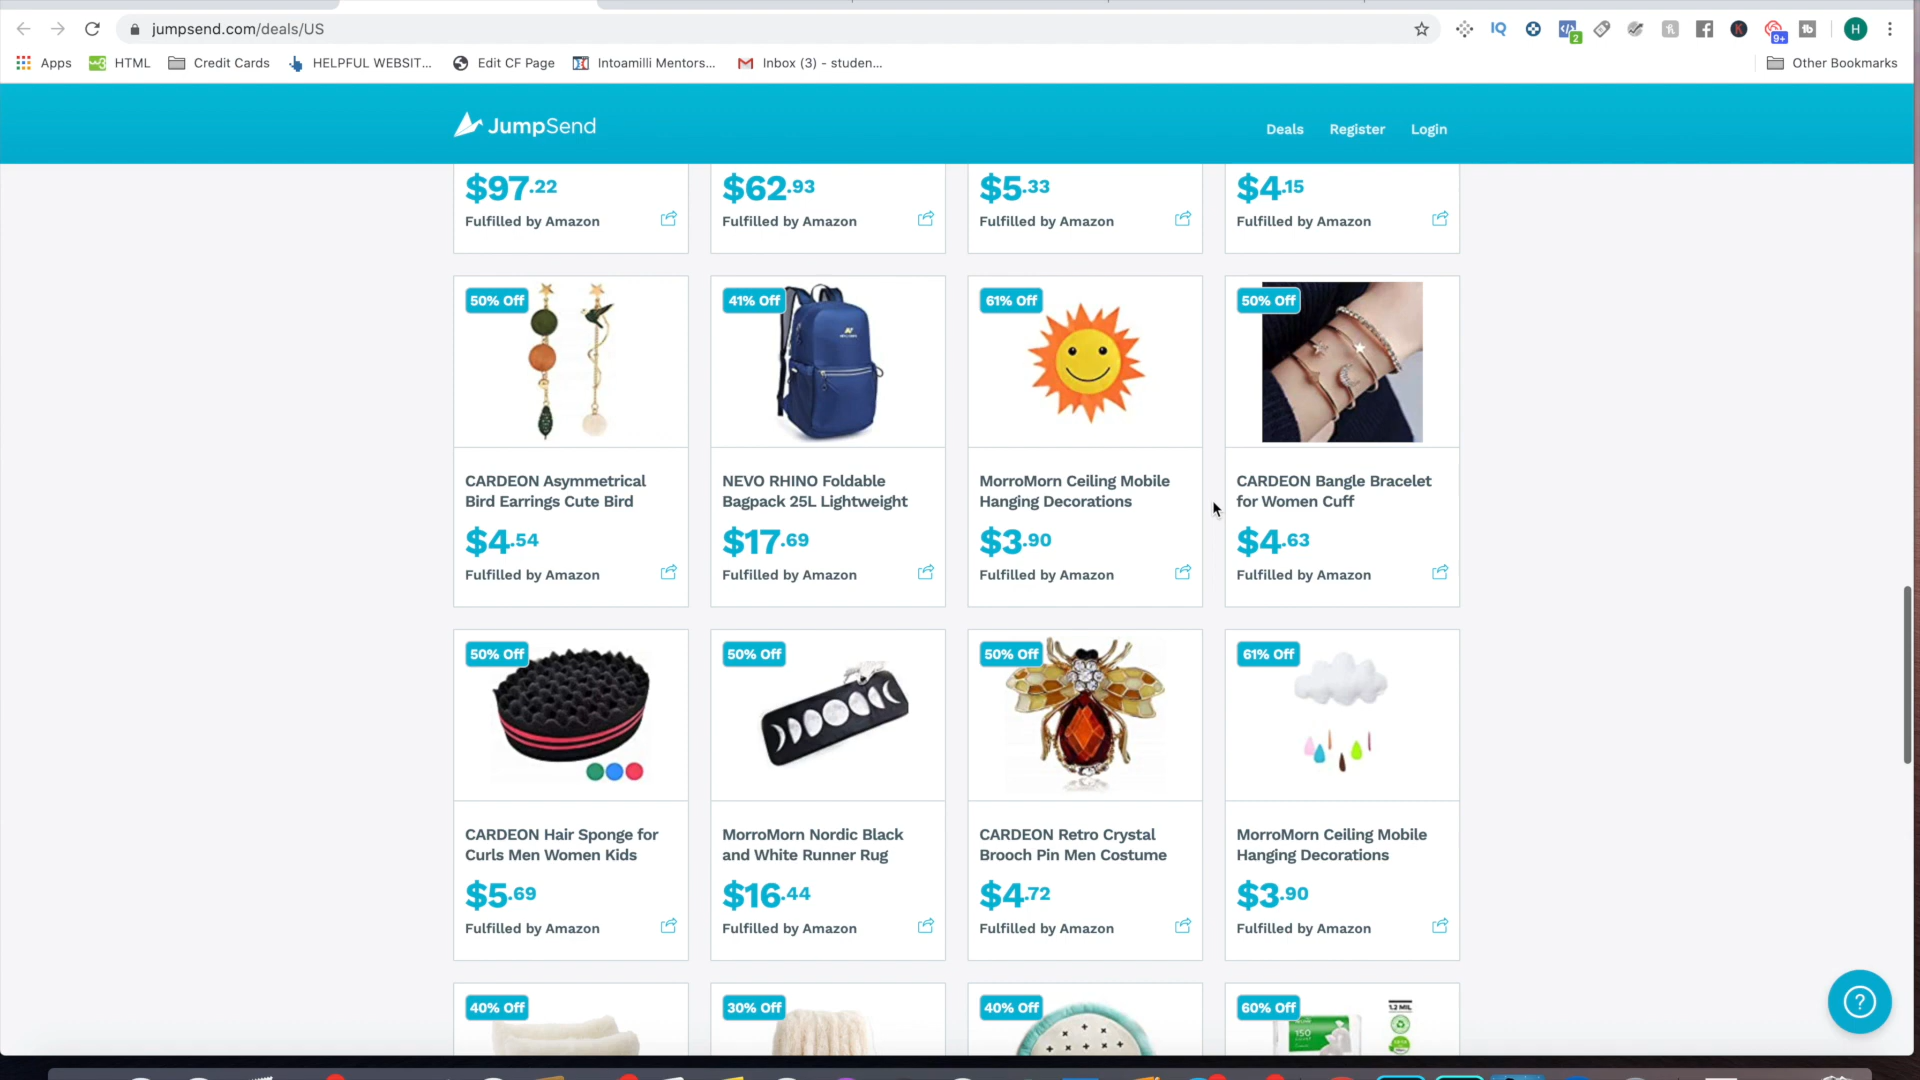 jumpsend.com/deals/US
IQ
2
9+
H
Apps
HTML
Credit Cards
HELPFUL WEBSIT...
Edit CF Page
Intoamilli Mentors...
Inbox (3) - studen...
Other Bookmarks
JumpSend
Deals
Register
Login
$97.22
$62.93
$5.33
$4.15
Fulfilled by Amazon
Fulfilled by Amazon
Fulfilled by Amazon
Fulfilled by Amazon
50% Off
41% Off
61% Off
50% Off
CARDEON Asymmetrical
Bird Earrings Cute Bird
$4.54
Fulfilled by Amazon
NEVO RHINO Foldable
Bagpack 25L Lightweight
$17.69
Fulfilled by Amazon
MorroMorn Ceiling Mobile
Hanging Decorations
$3.90
Fulfilled by Amazon
CARDEON Bangle Bracelet
for Women Cuff
$4.63
Fulfilled by Amazon
50% Off
50% Off
50% Off
61% Off
CARDEON Hair Sponge for
Curls Men Women Kids
$5.69
Fulfilled by Amazon
MorroMorn Nordic Black
and White Runner Rug
$16.44
Fulfilled by Amazon
CARDEON Retro Crystal
Brooch Pin Men Costume
$4.72
Fulfilled by Amazon
MorroMorn Ceiling Mobile
Hanging Decorations
$3.90
Fulfilled by Amazon
40% Off
30% Off
40% Off
60% Off
1.2 MIL
150
?